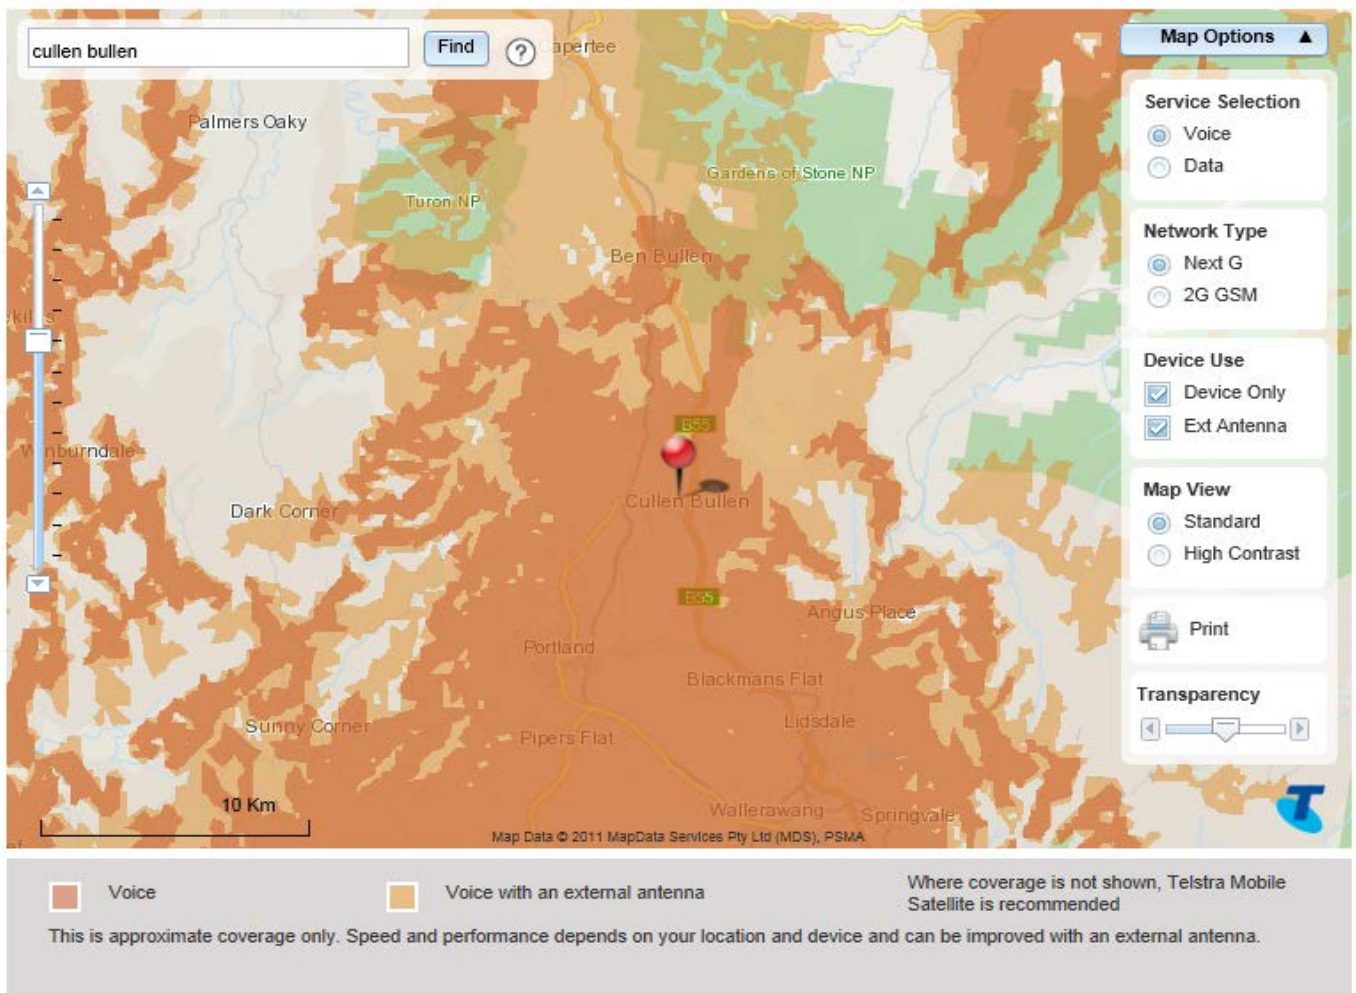 cullen bullen
Find
?
Capertee
Map Options ▲
Palmers Oaky
Service Selection
Voice
Data
Gardens of Stone NP
Turon NP
Network Type
Next G
2G GSM
Ben Bullen
Device Use
Device Only
Ext Antenna
B55
Winburndale
Map View
Standard
High Contrast
Cullen Bullen
Dark Corner
B55
Angus Place
Print
Portland
Blackmans Flat
Transparency
Lidsdale
Sunny Corner
Pipers Flat
10 Km
Wallerawang
Springvale
T
Map Data © 2011 MapData Services Pty Ltd (MDS), PSMA
Voice
Voice with an external antenna
Where coverage is not shown, Telstra Mobile
Satellite is recommended
This is approximate coverage only. Speed and performance depends on your location and device and can be improved with an external antenna.